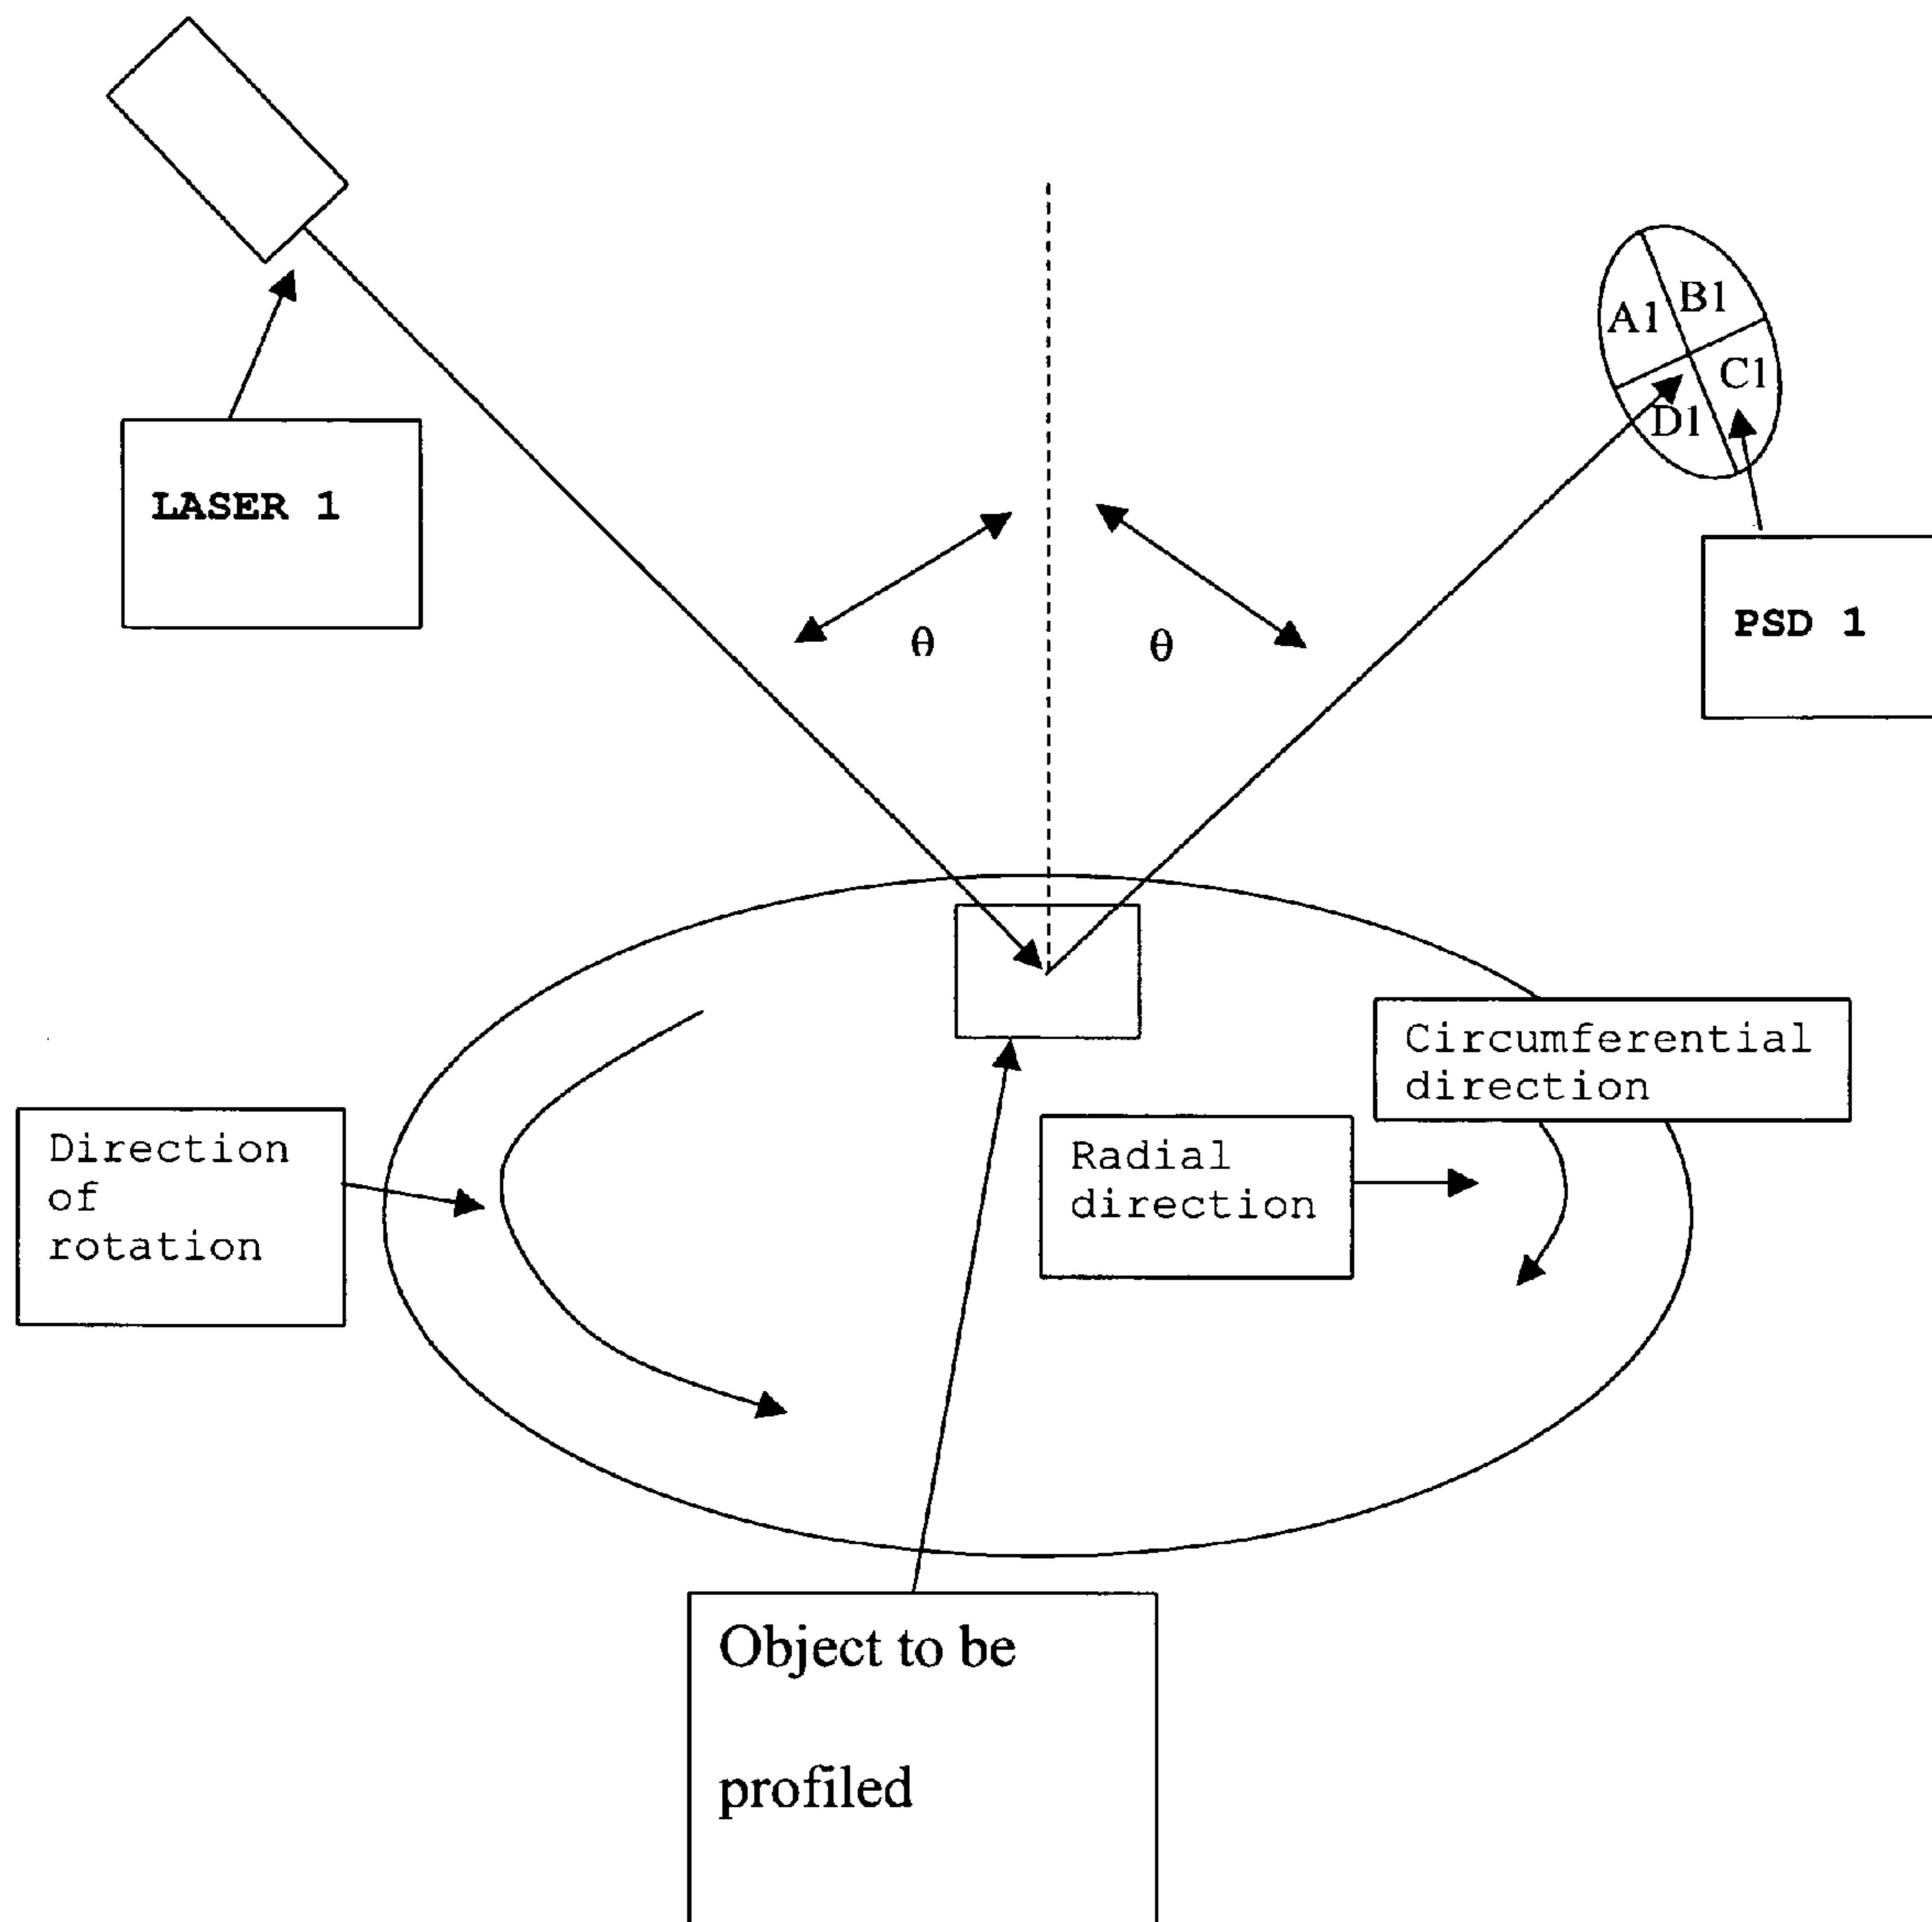 B1
A1
C1
D1
LASER 1
PSD 1
θ
θ
Circumferential
direction
Direction
of
rotation
Radial
direction
Object to be
profiled